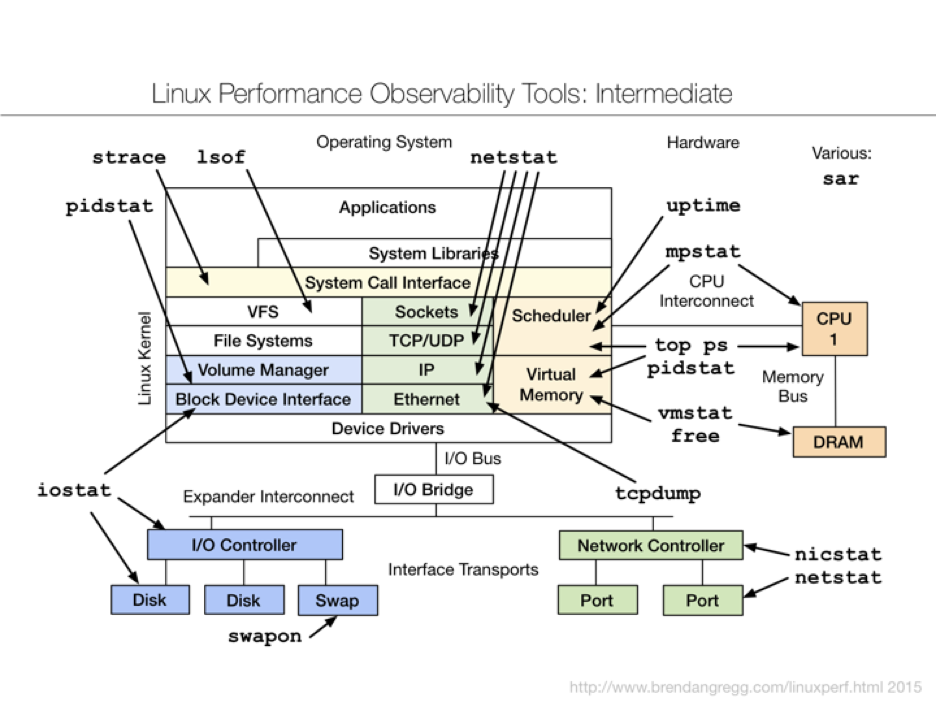 Linux Performance Observability Tools: Intermediate
Operating System
Hardware
Various:
sar
strace
lsof
netstat
pidstat
uptime
mpstat
Applications
System Libraries
System Call Interface
CPU
Interconnect
VFS
Sockets
Scheduler
File Systems
TCP/UDP
Volume Manager
IP
Virtual
Memory
Block Device Interface
Ethernet
Device Drivers
Linux Kernel
CPU
1
top ps
pidstat
Memory
Bus
vmstat
free
DRAM
I/O Bus
I/O Bridge
tcpdump
iostat
Expander Interconnect
I/O Controller
Network Controller
nicstat
netstat
Interface Transports
Disk
Disk
Swap
Port
Port
swapon
http://www.brendangregg.com/linuxperf.html 2015